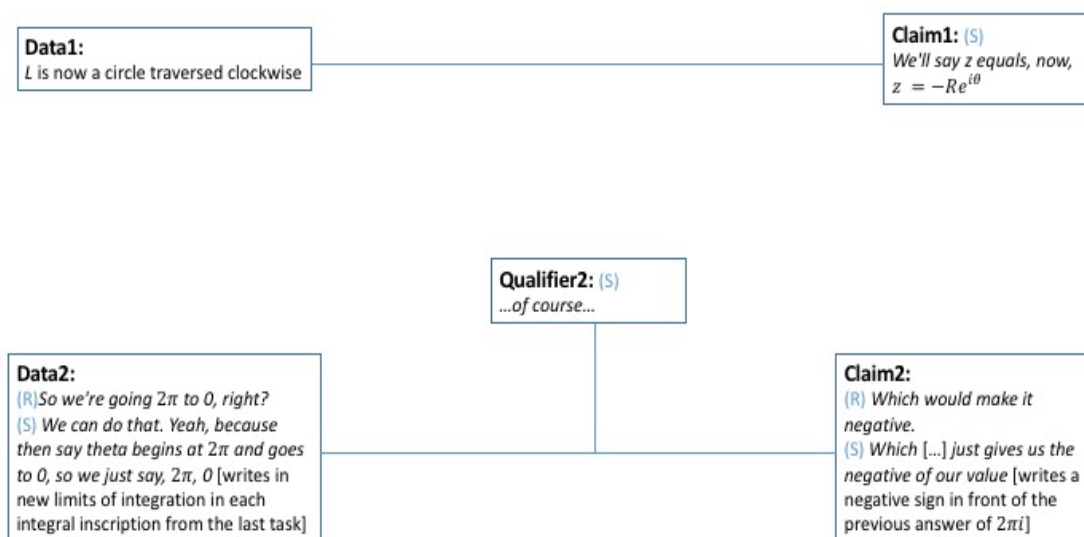 Data1:
L is now a circle traversed clockwise
Claim1: (S)
We'll say z equals, now,
z = −Re^{iθ}
Qualifier2: (S)
…of course…
Data2:
(R)So we're going 2π to 0, right?
(S) We can do that. Yeah, because
then say theta begins at 2π and goes
to 0, so we just say, 2π, 0 [writes in
new limits of integration in each
integral inscription from the last task]
Claim2:
(R) Which would make it
negative.
(S) Which [...] just gives us the
negative of our value [writes a
negative sign in front of the
previous answer of 2πi]